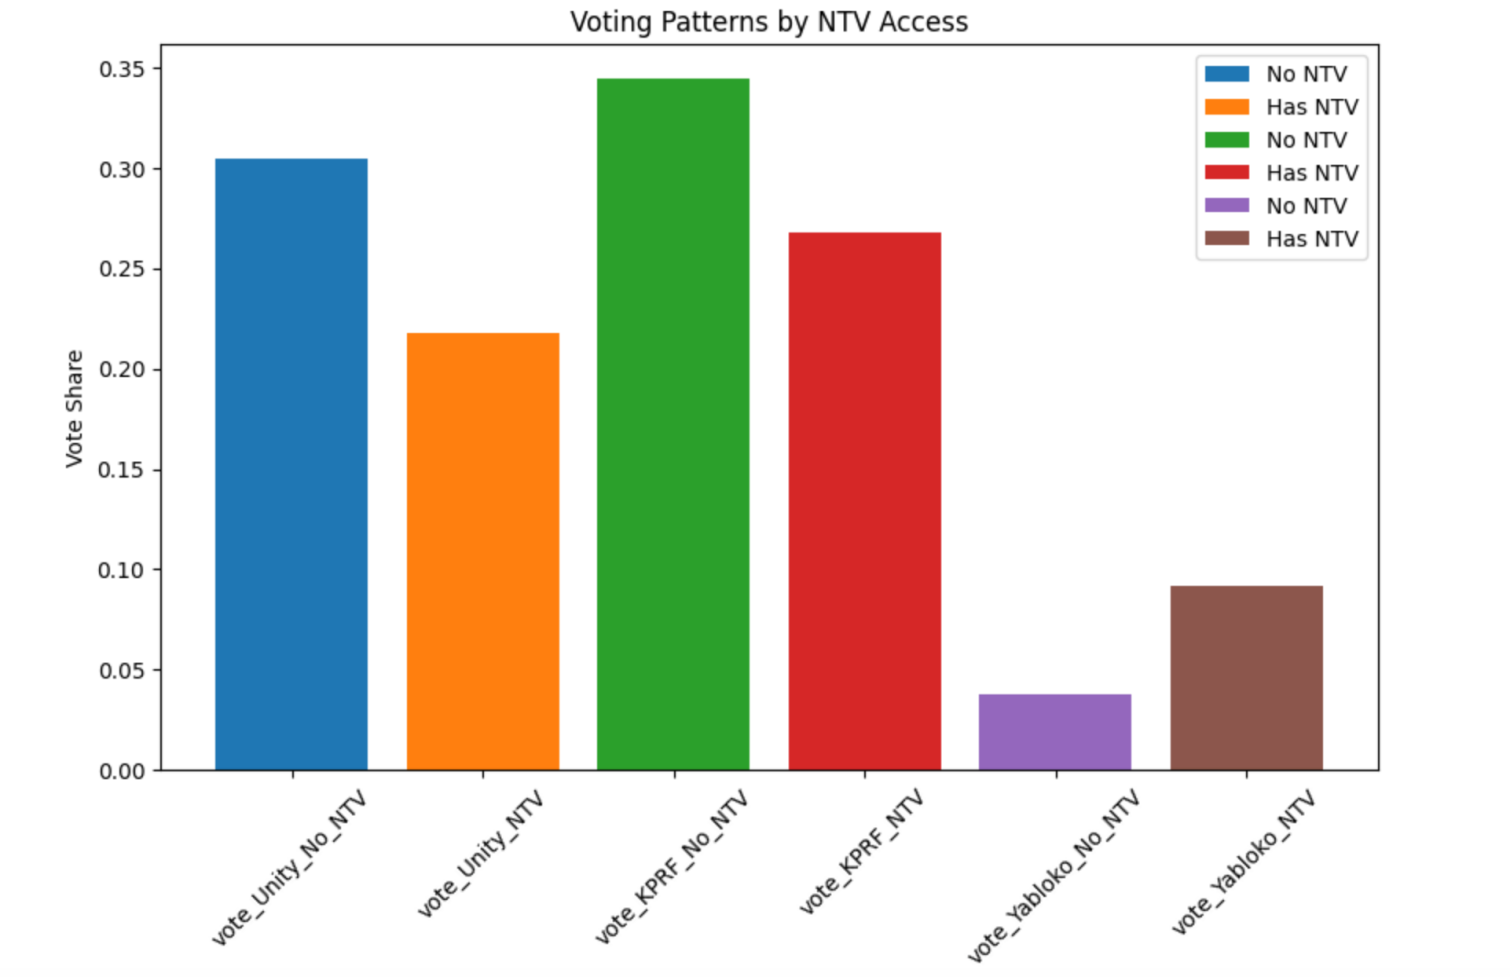 Voting Patterns by NTV Access
0.35
0.30
0.25
0.20
0.15
0.10
0.05
0.00
Vote Share
No NTV
Has NTV
No NTV
Has NTV
No NTV
Has NTV
vote_Unity_No_NTV
vote_Unity_NTV
vote_KPRF_No_NTV
vote_KPRF_NTV
vote_Yabloko_No_NTV
vote_Yabloko_NTV